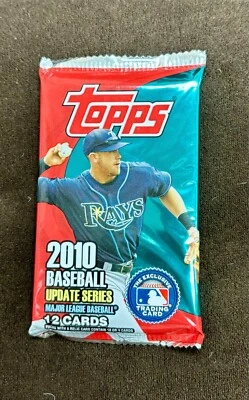 TOPPS
RAYS
2010
BASEBALL
UPDATE SERIES
MAJOR LEAGUE BASEBALL®
12 CARDS
THE EXCLUSIVE
TRADING
CARD